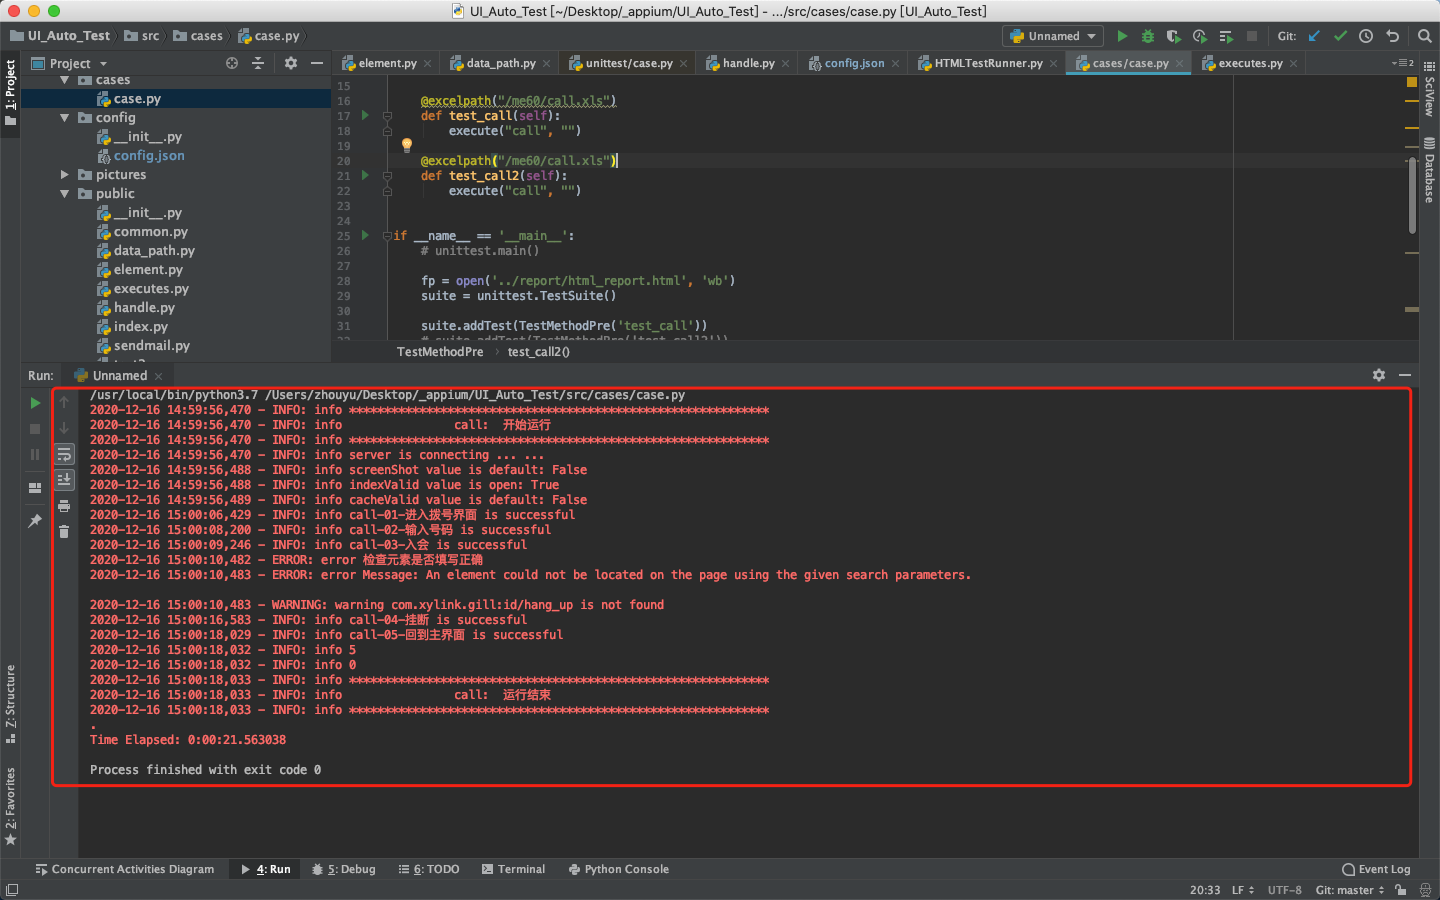 UI_Auto_Test [~/Desktop/_appium/UI_Auto_Test] - .../src/cases/case.py [UI_Auto_Test]
UI_Auto_Test src cases case.py Unnamed Git:
1: Project
Project
cases
case.py
config
__init__.py
config.json
pictures
public
__init__.py
common.py
data_path.py
element.py
executes.py
handle.py
index.py
sendmail.py
element.py data_path.py unittest/case.py handle.py config.json HTMLTestRunner.py cases/case.py executes.py 2
15
16 @excelpath("/me60/call.xls")
17 def test_call(self):
18 execute("call", "")
19
20 @excelpath("/me60/call.xls")
21 def test_call2(self):
22 execute("call", "")
23
24
25 if __name__ == '__main__':
26 # unittest.main()
27
28 fp = open('../report/html_report.html', 'wb')
29 suite = unittest.TestSuite()
30
31 suite.addTest(TestMethodPre('test_call'))
# suite.addTest(TestMethodPre('test_call2'))
TestMethodPre test_call2()
SciView
Database
Run: Unnamed
/usr/local/bin/python3.7 /Users/zhouyu/Desktop/_appium/UI_Auto_Test/src/cases/case.py
2020-12-16 14:59:56,470 - INFO: info ************************************************************
2020-12-16 14:59:56,470 - INFO: info call: 开始运行
2020-12-16 14:59:56,470 - INFO: info ************************************************************
2020-12-16 14:59:56,470 - INFO: info server is connecting ... ...
2020-12-16 14:59:56,488 - INFO: info screenShot value is default: False
2020-12-16 14:59:56,488 - INFO: info indexValid value is open: True
2020-12-16 14:59:56,489 - INFO: info cacheValid value is default: False
2020-12-16 15:00:06,429 - INFO: info call-01-进入拨号界面 is successful
2020-12-16 15:00:08,200 - INFO: info call-02-输入号码 is successful
2020-12-16 15:00:09,246 - INFO: info call-03-入会 is successful
2020-12-16 15:00:10,482 - ERROR: error 检查元素是否填写正确
2020-12-16 15:00:10,483 - ERROR: error Message: An element could not be located on the page using the given search parameters.
2020-12-16 15:00:10,483 - WARNING: warning com.xylink.gill:id/hang_up is not found
2020-12-16 15:00:16,583 - INFO: info call-04-挂断 is successful
2020-12-16 15:00:18,029 - INFO: info call-05-回到主界面 is successful
2020-12-16 15:00:18,032 - INFO: info 5
2020-12-16 15:00:18,032 - INFO: info 0
2020-12-16 15:00:18,033 - INFO: info ************************************************************
2020-12-16 15:00:18,033 - INFO: info call: 运行结束
2020-12-16 15:00:18,033 - INFO: info ************************************************************
.
Time Elapsed: 0:00:21.563038
Process finished with exit code 0
Z: Structure
2: Favorites
Concurrent Activities Diagram 4: Run 5: Debug 6: TODO Terminal Python Console Event Log
20:33 LF UTF-8 Git: master